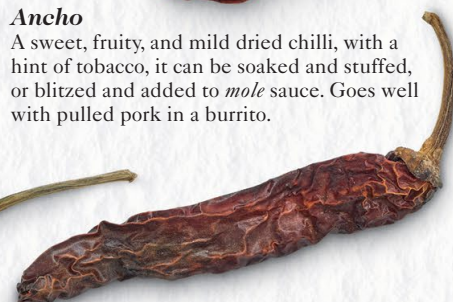 Ancho
A sweet, fruity, and mild dried chilli, with a
hint of tobacco, it can be soaked and stuffed,
or blitzed and added to mole sauce. Goes well
with pulled pork in a burrito.